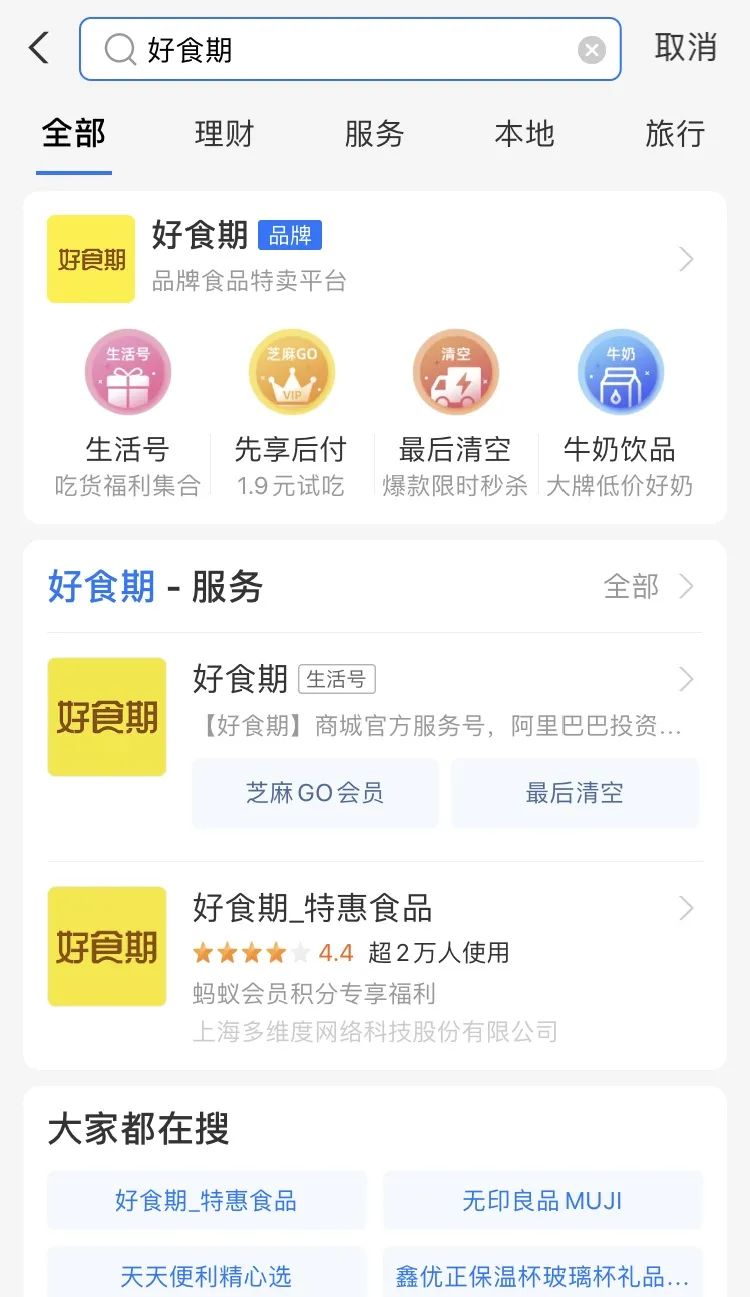 好食期
取消
全部 理财 服务 本地 旅行
好食期
好食期 品牌
品牌食品特卖平台
生活号 芝麻GO 清空 牛奶
VIP
生活号 先享后付 最后清空 牛奶饮品
吃货福利集合 1.9元试吃 爆款限时秒杀 大牌低价好奶
好食期 - 服务 全部
好食期
好食期 生活号
【好食期】商城官方服务号，阿里巴巴投资...
芝麻GO会员 最后清空
好食期
好食期_特惠食品
4.4 超2万人使用
蚂蚁会员积分专享福利
上海多维度网络科技股份有限公司
大家都在搜
好食期_特惠食品 无印良品 MUJI
天天便利精心选 鑫优正保温杯玻璃杯礼品...